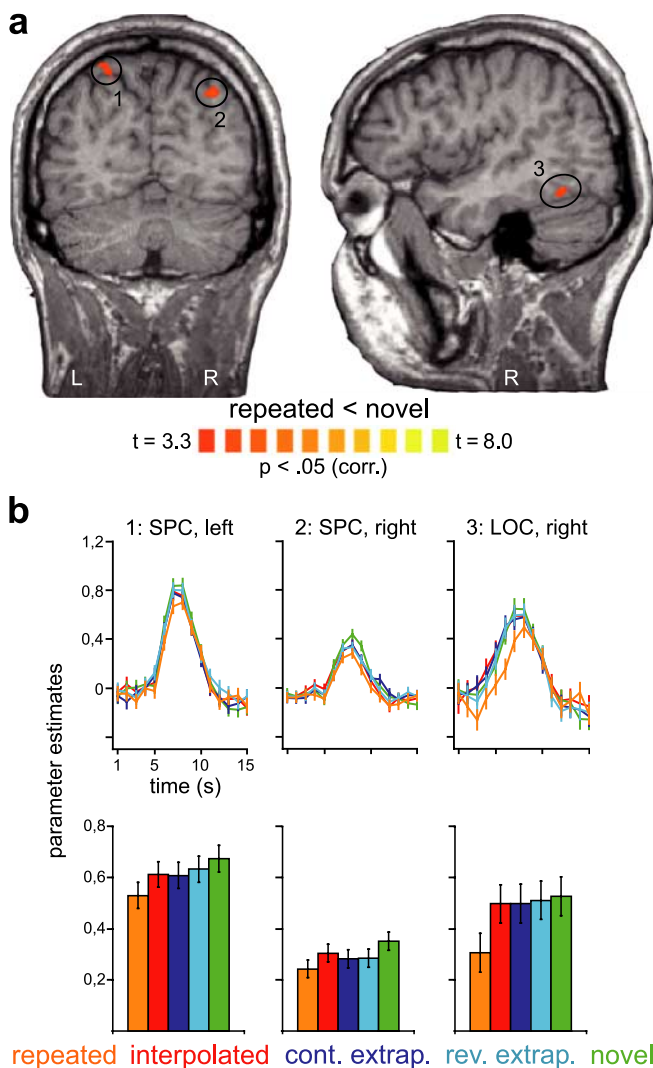 a
1
2
3
L
R
R
repeated < novel
t = 3.3
t = 8.0
p < .05 (corr.)
b
1: SPC, left
2: SPC, right
3: LOC, right
1,2
0,8
0,4
0
1
5
10
15
time (s)
parameter estimates
0,8
0,6
0,4
0,2
repeated interpolated cont. extrap. rev. extrap. novel